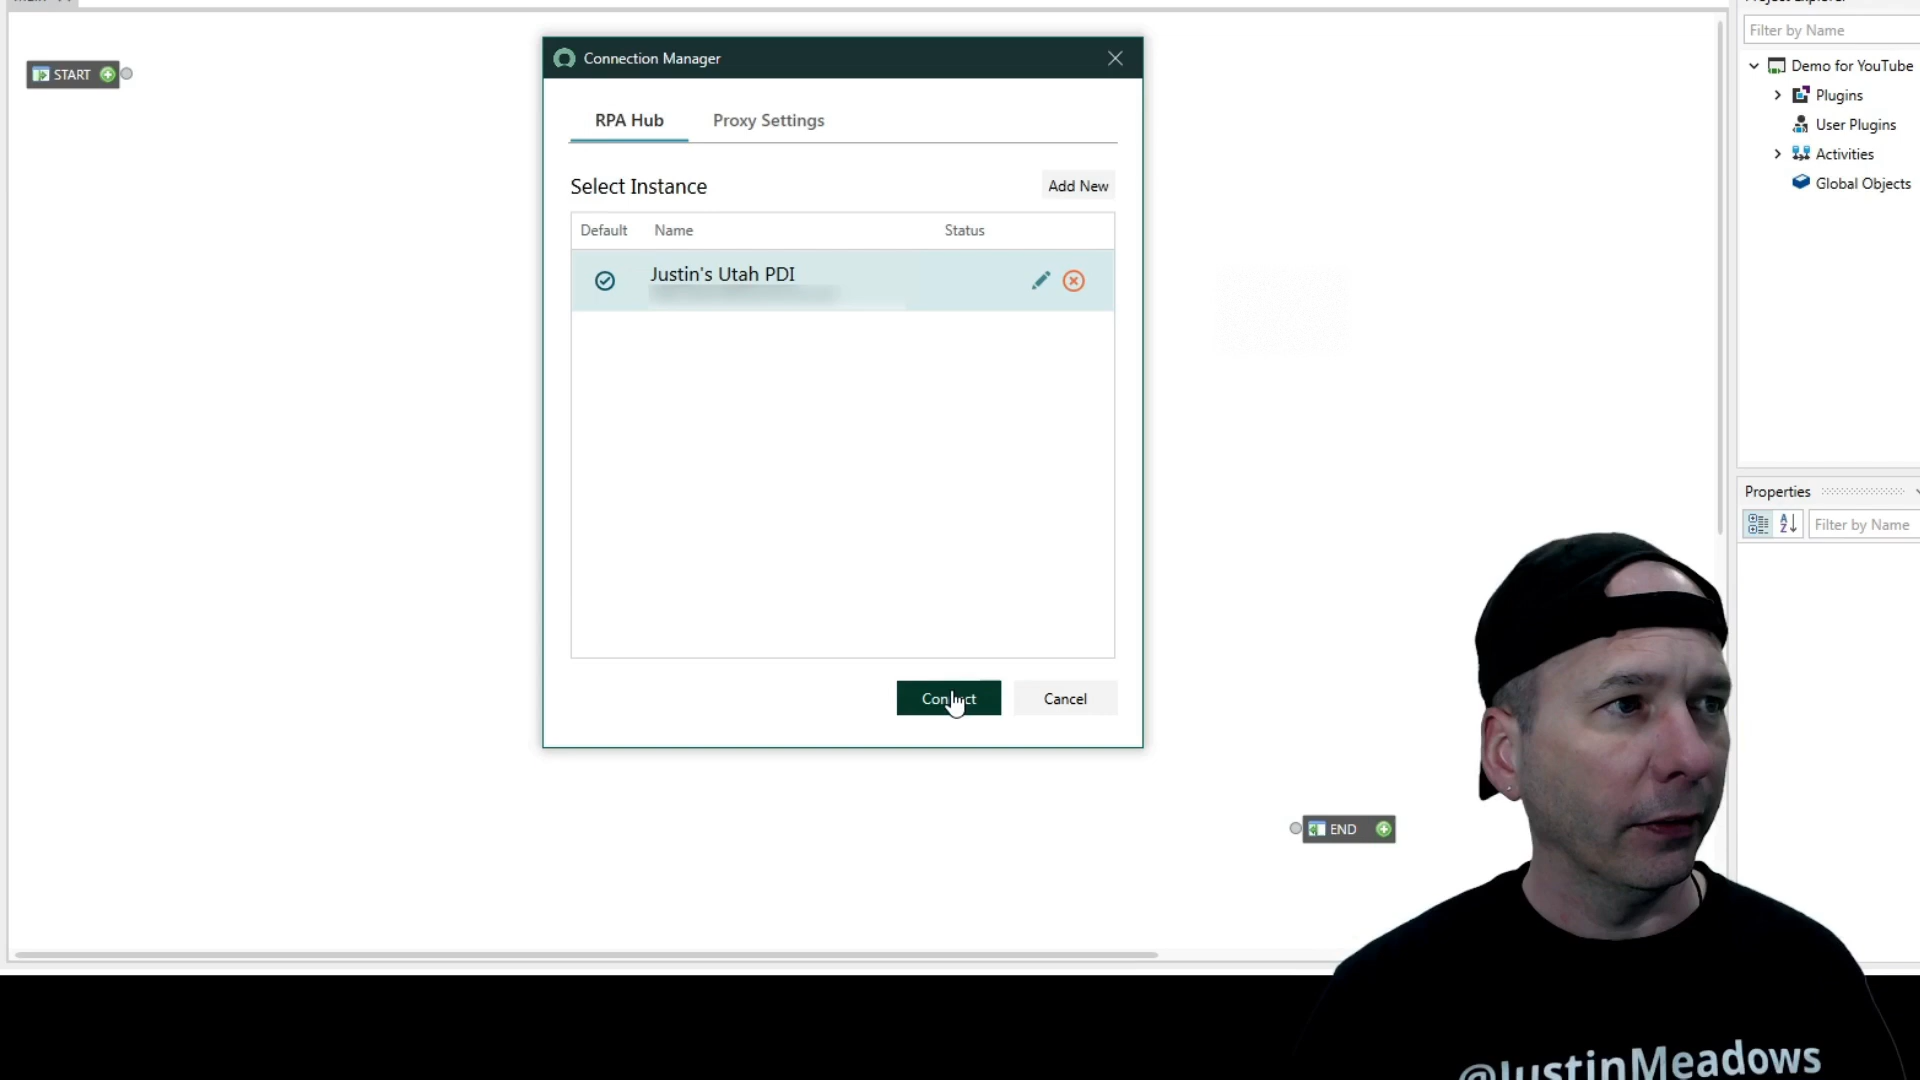 Connection Manager
START
RPA Hub
Proxy Settings
Select Instance
Add New
Default
Name
Status
Justin's Utah PDI
Cancel
END
Filter by Name
Demo for YouTube
Plugins
User Plugins
Activities
Global Objects
Properties
Filter by Name
@JustinMeadows